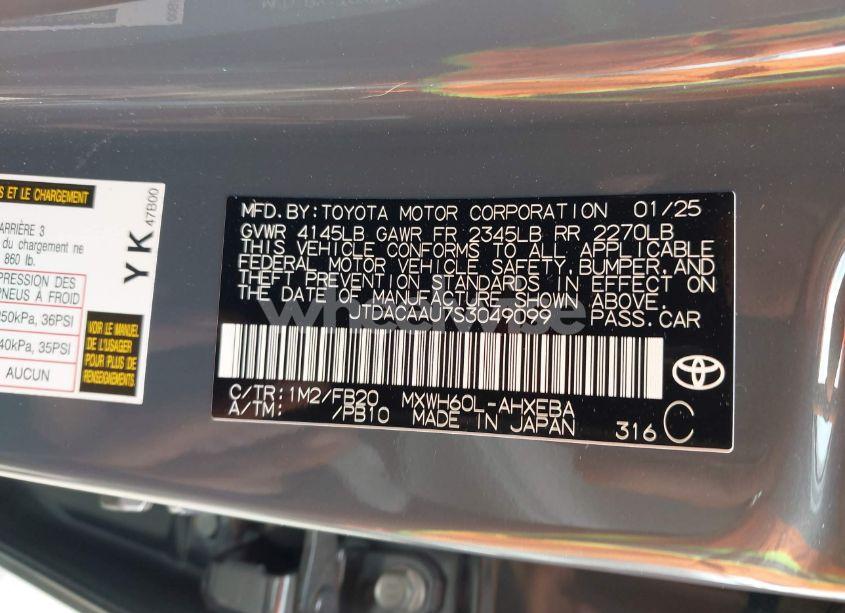 S ET LE CHARGEMENT
ARRIÈRE 3
du chargement ne
860 lb.
PRESSION DES
PNEUS À FROID
250kPa, 36PSI
240kPa, 35PSI
AUCUN
YK
47B00
LIRE LE MANUEL
DE L'USAGER
POUR PLUS DE
RENSEIGNEMENTS
MFD.BY:TOYOTA MOTOR CORPORATION 01/25
GVWR 4145LB GAWR FR 2345LB RR 2270LB
THIS VEHICLE CONFORMS TO ALL APPLICABLE
FEDERAL MOTOR VEHICLE SAFETY,BUMPER,AND
THEFT PREVENTION STANDARDS IN EFFECT ON
THE DATE OF MANUFACTURE SHOWN ABOVE.
JTDACAAU7S3049099 PASS.CAR
C/TR:1M2/FB20 MXWH60L-AHXEBA
A/TM: /PB10 MADE IN JAPAN 316 C